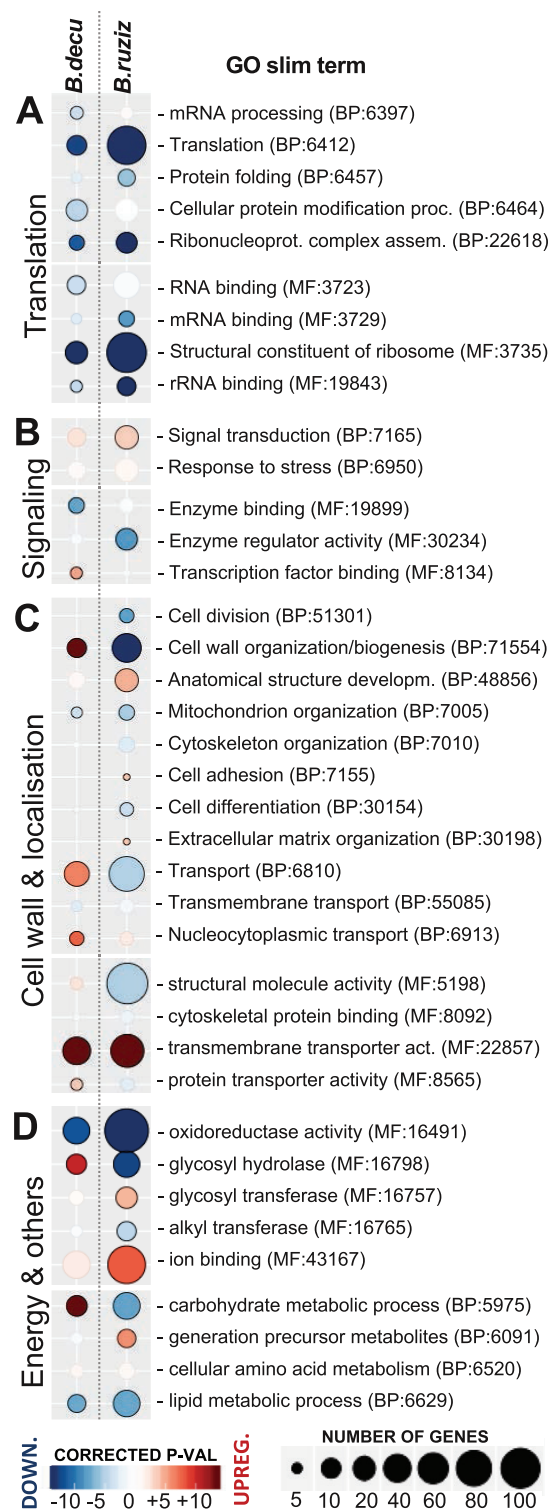 B.decu
B.ruziz
GO slim term
A
Translation
- mRNA processing (BP:6397)
- Translation (BP:6412)
- Protein folding (BP:6457)
- Cellular protein modification proc. (BP:6464)
- Ribonucleoprot. complex assem. (BP:22618)
- RNA binding (MF:3723)
- mRNA binding (MF:3729)
- Structural constituent of ribosome (MF:3735)
- rRNA binding (MF:19843)
B
Signaling
- Signal transduction (BP:7165)
- Response to stress (BP:6950)
- Enzyme binding (MF:19899)
- Enzyme regulator activity (MF:30234)
- Transcription factor binding (MF:8134)
C
Cell wall & localisation
- Cell division (BP:51301)
- Cell wall organization/biogenesis (BP:71554)
- Anatomical structure developm. (BP:48856)
- Mitochondrion organization (BP:7005)
- Cytoskeleton organization (BP:7010)
- Cell adhesion (BP:7155)
- Cell differentiation (BP:30154)
- Extracellular matrix organization (BP:30198)
- Transport (BP:6810)
- Transmembrane transport (BP:55085)
- Nucleocytoplasmic transport (BP:6913)
- structural molecule activity (MF:5198)
- cytoskeletal protein binding (MF:8092)
- transmembrane transporter act. (MF:22857)
- protein transporter activity (MF:8565)
D
Energy & others
- oxidoreductase activity (MF:16491)
- glycosyl hydrolase (MF:16798)
- glycosyl transferase (MF:16757)
- alkyl transferase (MF:16765)
- ion binding (MF:43167)
- carbohydrate metabolic process (BP:5975)
- generation precursor metabolites (BP:6091)
- cellular amino acid metabolism (BP:6520)
- lipid metabolic process (BP:6629)
DOWN.
CORRECTED P-VAL
-10 -5 0 +5 +10
UPREG.
NUMBER OF GENES
5 10 20 40 60 80 100